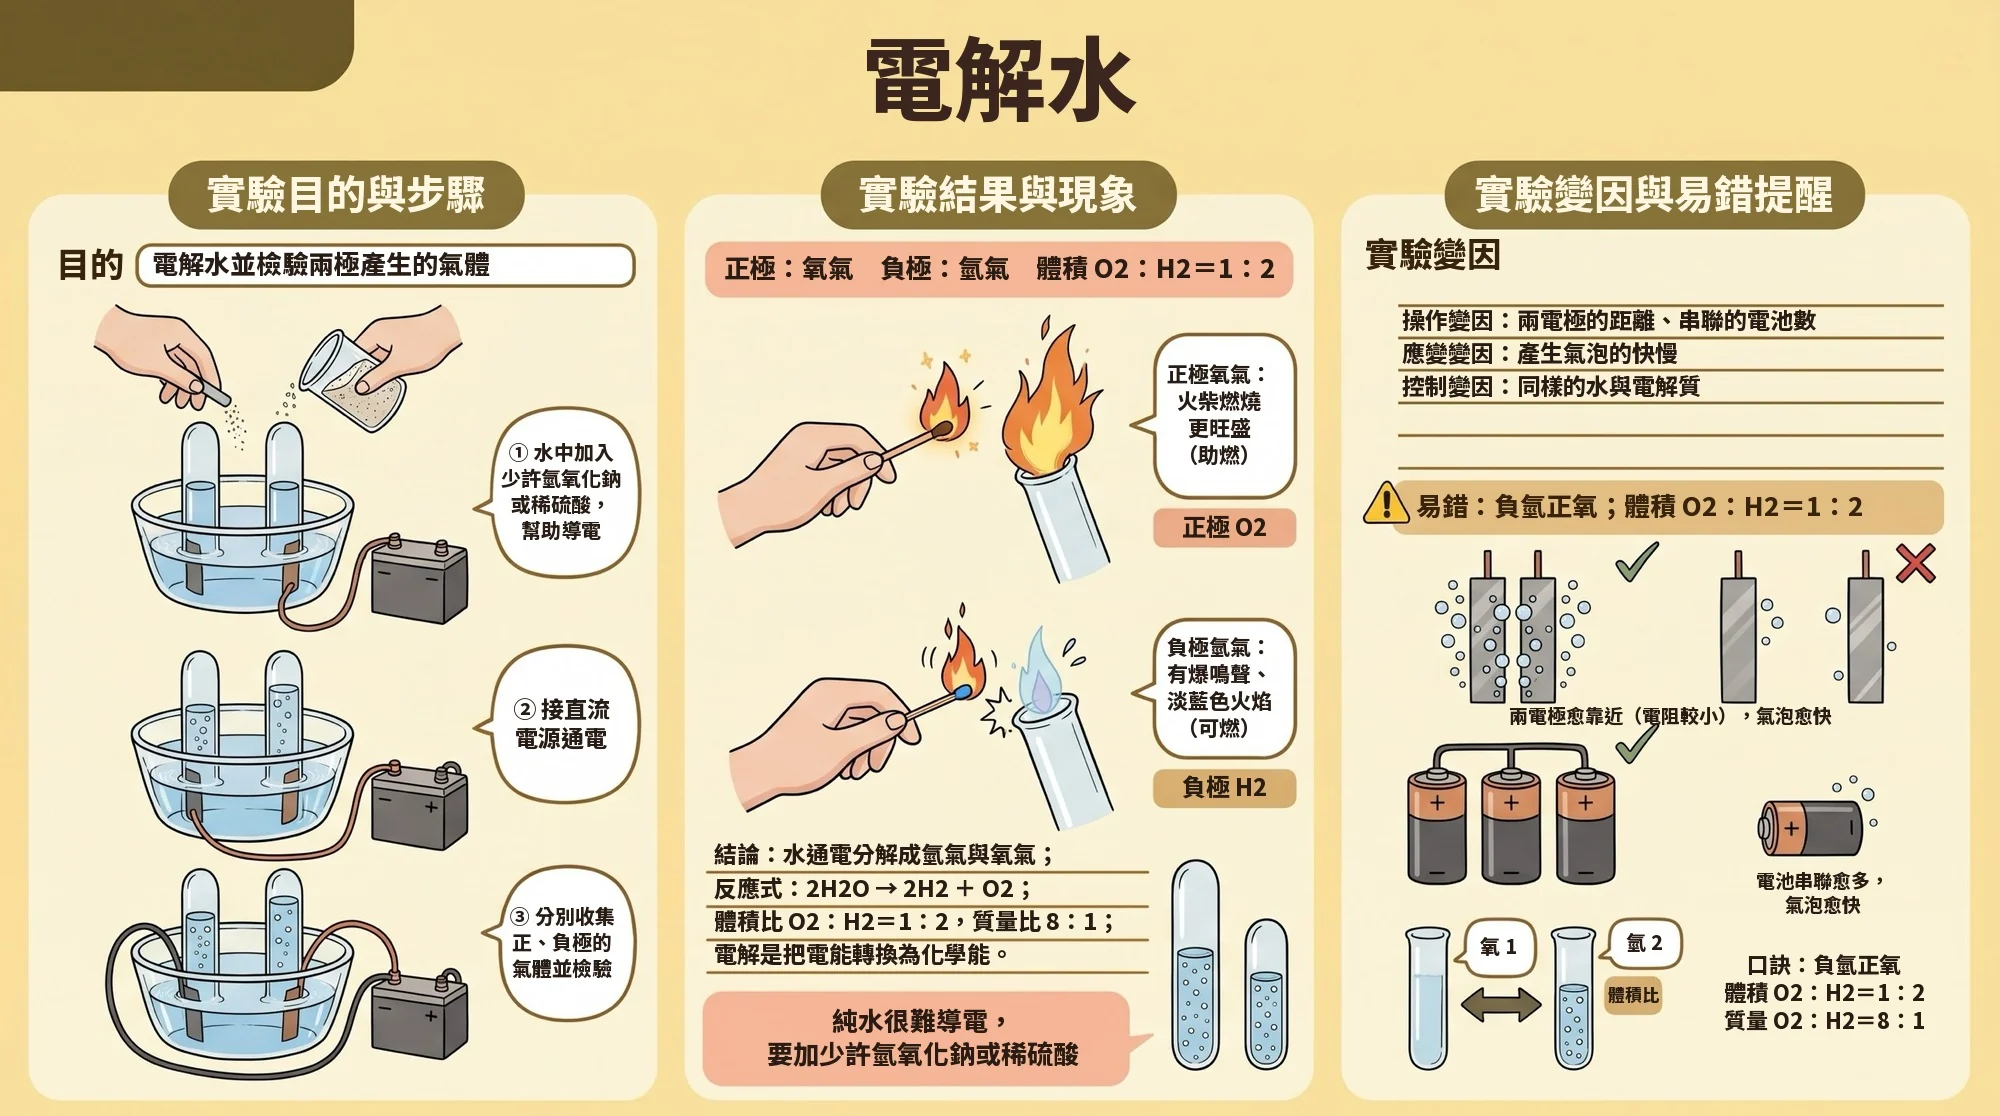 電解水
實驗目的與步驟
目的
電解水並檢驗兩極產生的氣體
① 水中加入
少許氫氧化鈉
或稀硫酸，
幫助導電
② 接直流
電源通電
③ 分別收集
正、負極的
氣體並檢驗
實驗結果與現象
正極：氧氣　負極：氫氣　體積 O2：H2＝1：2
正極氧氣：
火柴燃燒
更旺盛
（助燃）
正極 O2
負極氫氣：
有爆鳴聲、
淡藍色火焰
（可燃）
負極 H2
結論：水通電分解成氫氣與氧氣；
反應式：2H2O → 2H2 ＋ O2；
體積比 O2：H2＝1：2，質量比 8：1；
電解是把電能轉換為化學能。
純水很難導電，
要加少許氫氧化鈉或稀硫酸
實驗變因與易錯提醒
實驗變因
操作變因：兩電極的距離、串聯的電池數
應變變因：產生氣泡的快慢
控制變因：同樣的水與電解質
易錯：負氫正氧；體積 O2：H2＝1：2
兩電極愈靠近（電阻較小），氣泡愈快
電池串聯愈多，
氣泡愈快
氧 1
氫 2
體積比
口訣：負氫正氧
體積 O2：H2＝1：2
質量 O2：H2＝8：1